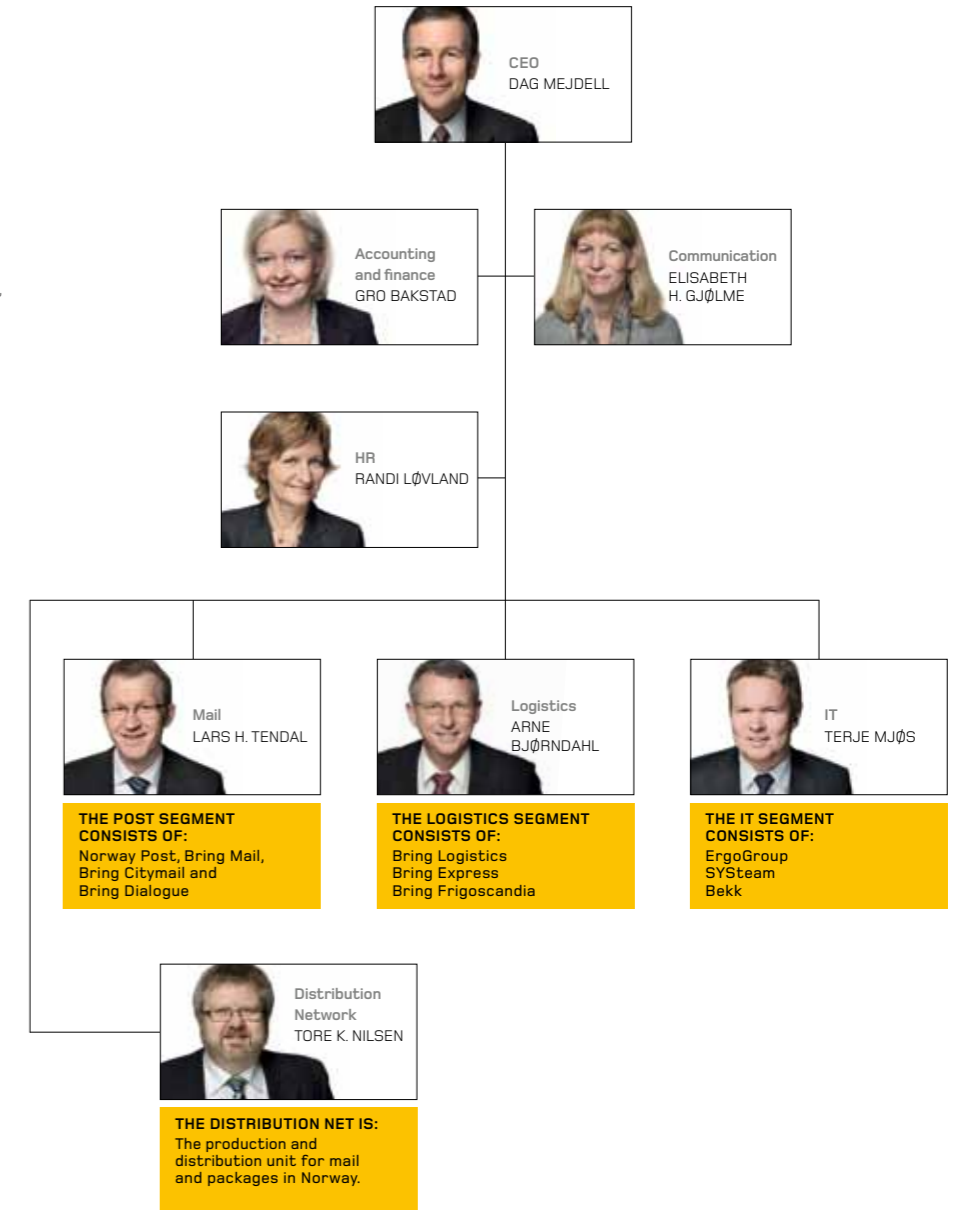 CEO
DAG MEJDELL
Accounting
and finance
GRO BAKSTAD
Communication
ELISABETH
H. GJØLME
HR
RANDI LØVLAND
Mail
LARS H. TENDAL
Logistics
ARNE
BJØRNDAHL
IT
TERJE MJØS
THE POST SEGMENT
CONSISTS OF:
Norway Post, Bring Mail,
Bring Citymail and
Bring Dialogue
THE LOGISTICS SEGMENT
CONSISTS OF:
Bring Logistics
Bring Express
Bring Frigoscandia
THE IT SEGMENT
CONSISTS OF:
ErgoGroup
SYSteam
Bekk
Distribution
Network
TORE K. NILSEN
THE DISTRIBUTION NET IS:
The production and
distribution unit for mail
and packages in Norway.